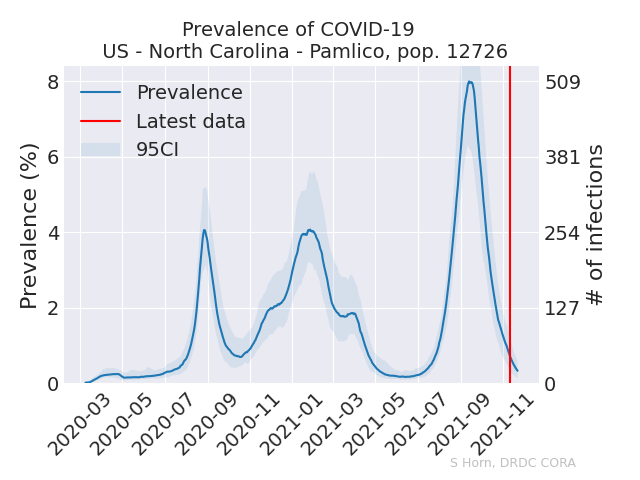 Prevalence of COVID-19
US - North Carolina - Pamlico, pop. 12726
Prevalence
Latest data
95CI
Prevalence (%)
8
6
4
2
0
509
381
254
127
0
# of infections
2020-03
2020-05
2020-07
2020-09
2020-11
2021-01
2021-03
2021-05
2021-07
2021-09
2021-11
S Horn, DRDC CORA